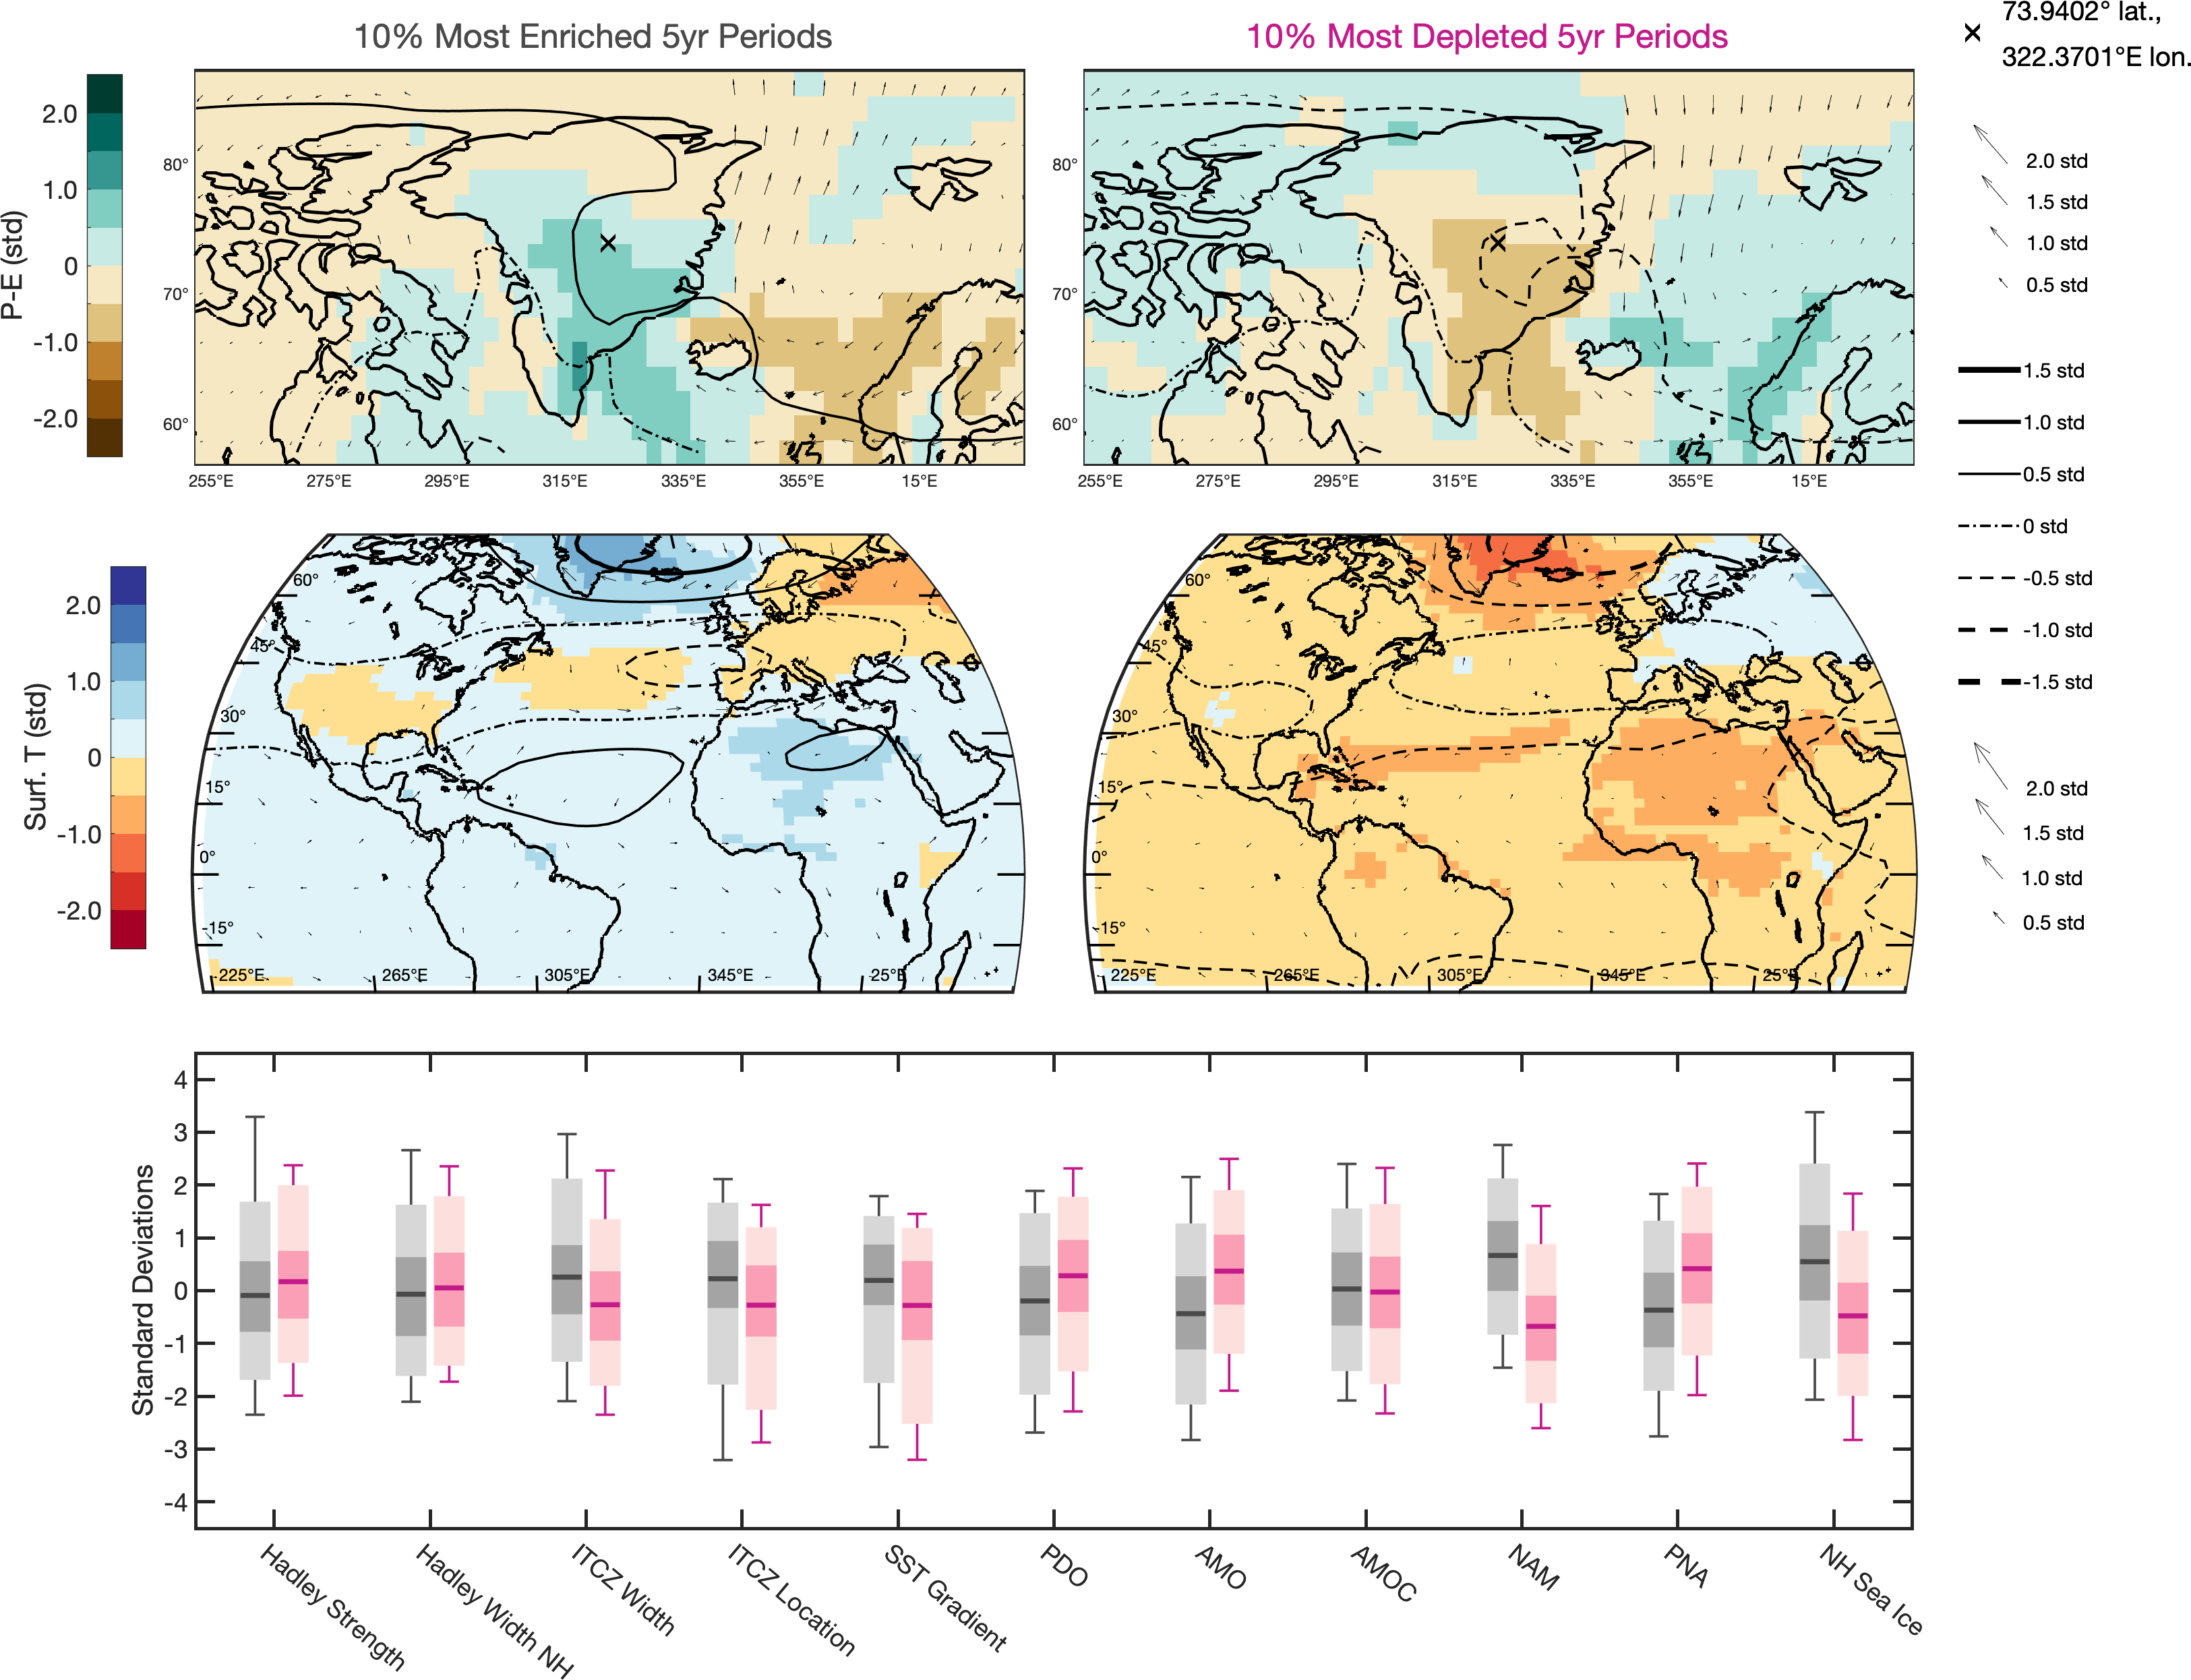 10% Most Enriched 5yr Periods
10% Most Depleted 5yr Periods
73.9402° lat.,
322.3701°E lon.
P-E (std)
2.0
1.0
0
-1.0
-2.0
80°
70°
60°
255°E 275°E 295°E 315°E 335°E 355°E 15°E
80°
70°
60°
255°E 275°E 295°E 315°E 335°E 355°E 15°E
2.0 std
1.5 std
1.0 std
0.5 std
1.5 std
1.0 std
0.5 std
0 std
-0.5 std
-1.0 std
-1.5 std
Surf. T (std)
2.0
1.0
0
-1.0
-2.0
60°
45°
30°
15°
0°
-15°
225°E 265°E 305°E 345°E 25°E
60°
45°
30°
15°
0°
-15°
225°E 265°E 305°E 345°E 25°E
2.0 std
1.5 std
1.0 std
0.5 std
Standard Deviations
4
3
2
1
0
-1
-2
-3
-4
Hadley Strength
Hadley Width NH
ITCZ Width
ITCZ Location
SST Gradient
PDO
AMO
AMOC
NAM
PNA
NH Sea Ice